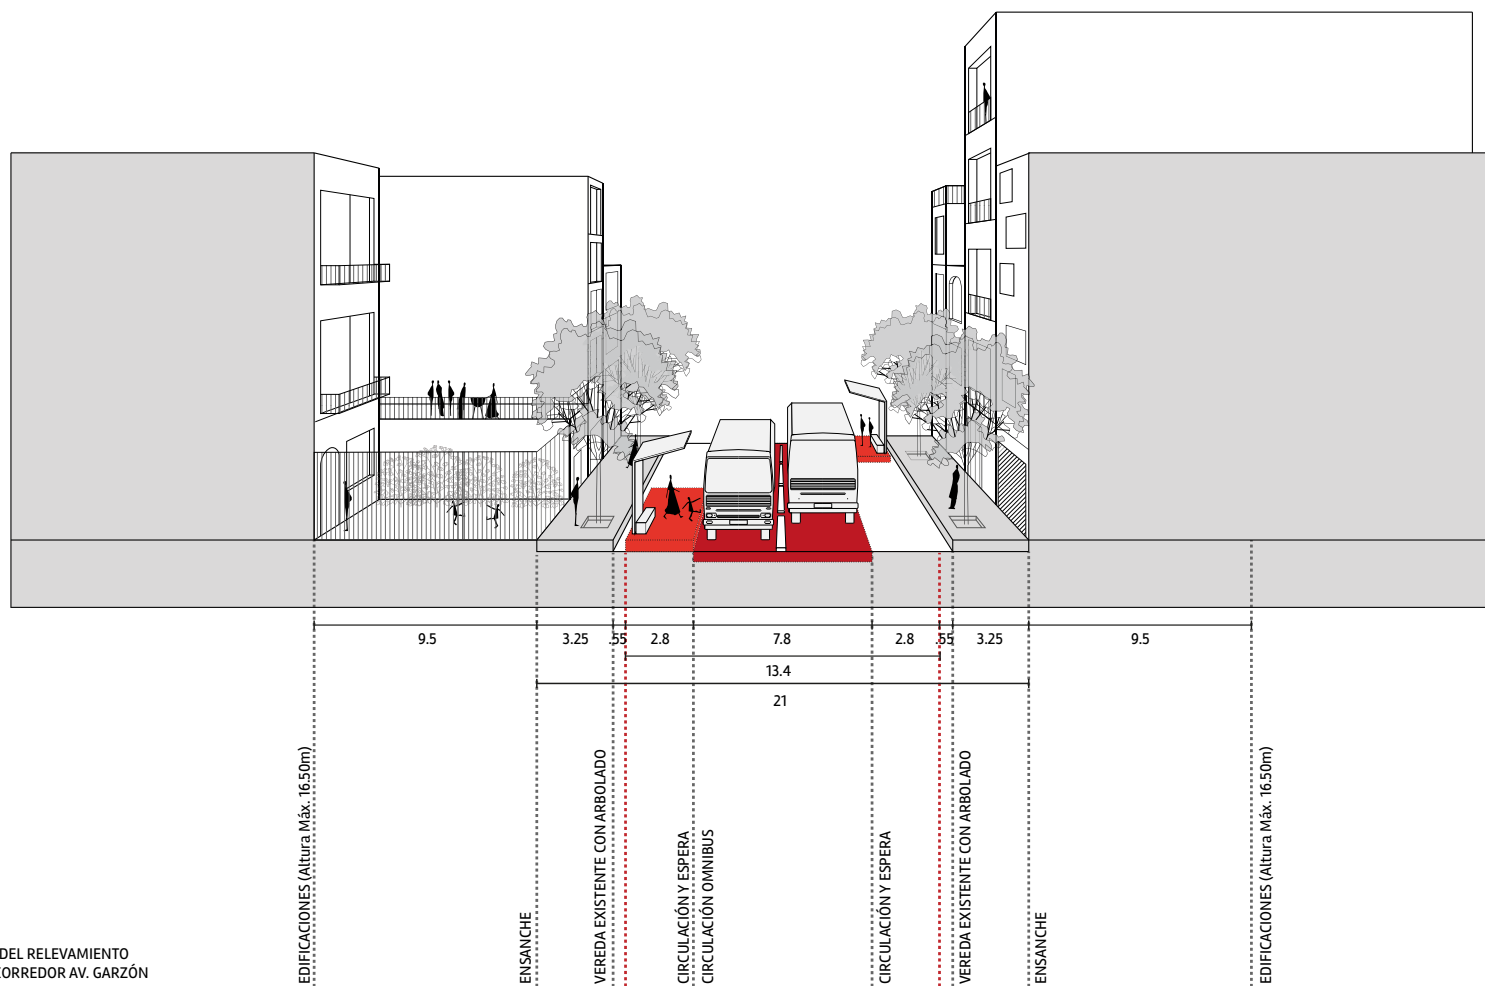 9.5
3.25
.55
2.8
7.8
2.8
.55
3.25
9.5
13.4
21
EDIFICACIONES (Altura Máx. 16.50m)
ENSANCHE
VEREDA EXISTENTE CON ARBOLADO
CIRCULACIÓN Y ESPERA
CIRCULACIÓN OMNIBUS
CIRCULACIÓN Y ESPERA
VEREDA EXISTENTE CON ARBOLADO
ENSANCHE
EDIFICACIONES (Altura Máx. 16.50m)
DEL RELEVAMIENTO
CORREDOR AV. GARZÓN